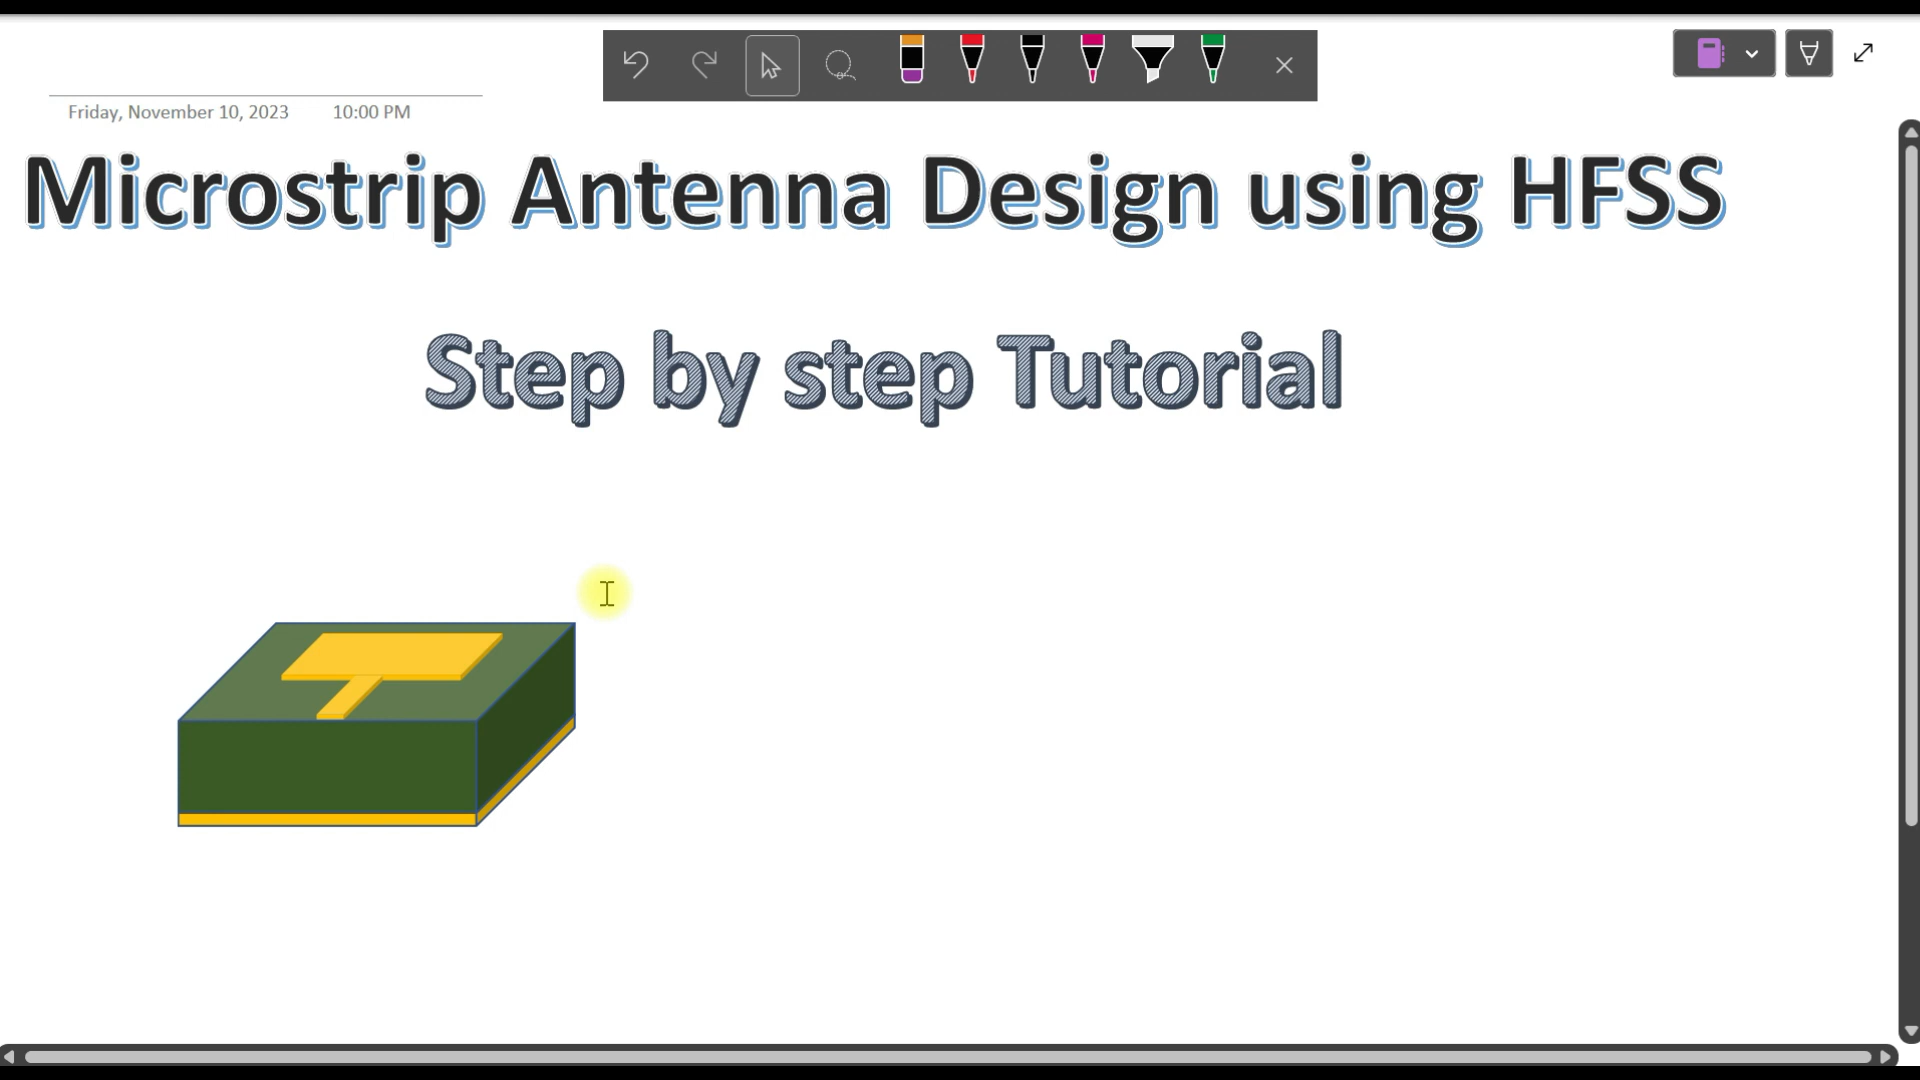 Friday, November 10, 2023 10:00 PM
Microstrip Antenna Design using HFSS
Step by step Tutorial